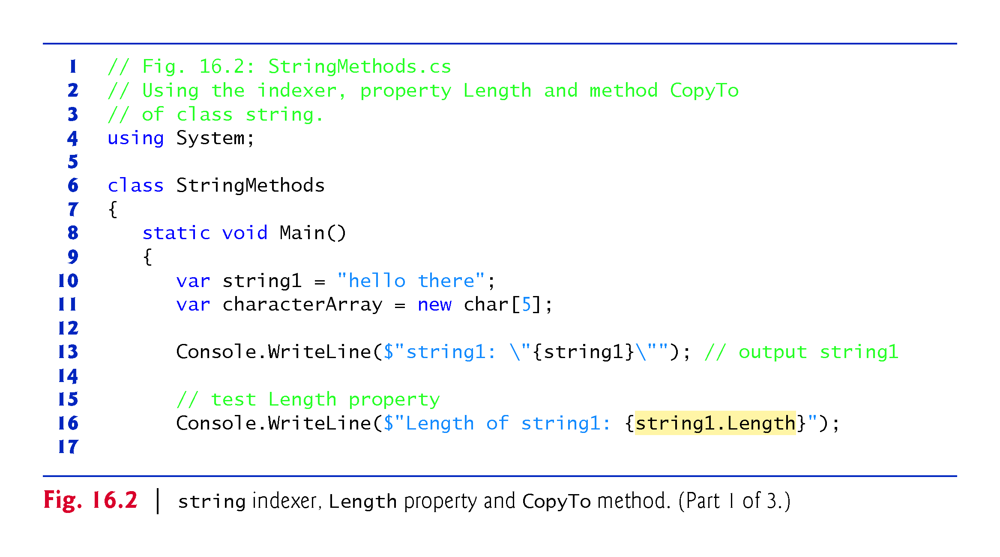 1 // Fig. 16.2: StringMethods.cs
2 // Using the indexer, property Length and method CopyTo
3 // of class string.
4 using System;
5
6 class StringMethods
7 {
8 static void Main()
9 {
10 var string1 = "hello there";
11 var characterArray = new char[5];
12
13 Console.WriteLine($"string1: \"{string1}\""); // output string1
14
15 // test Length property
16 Console.WriteLine($"Length of string1: {string1.Length}");
17
Fig. 16.2 | string indexer, Length property and CopyTo method. (Part 1 of 3.)